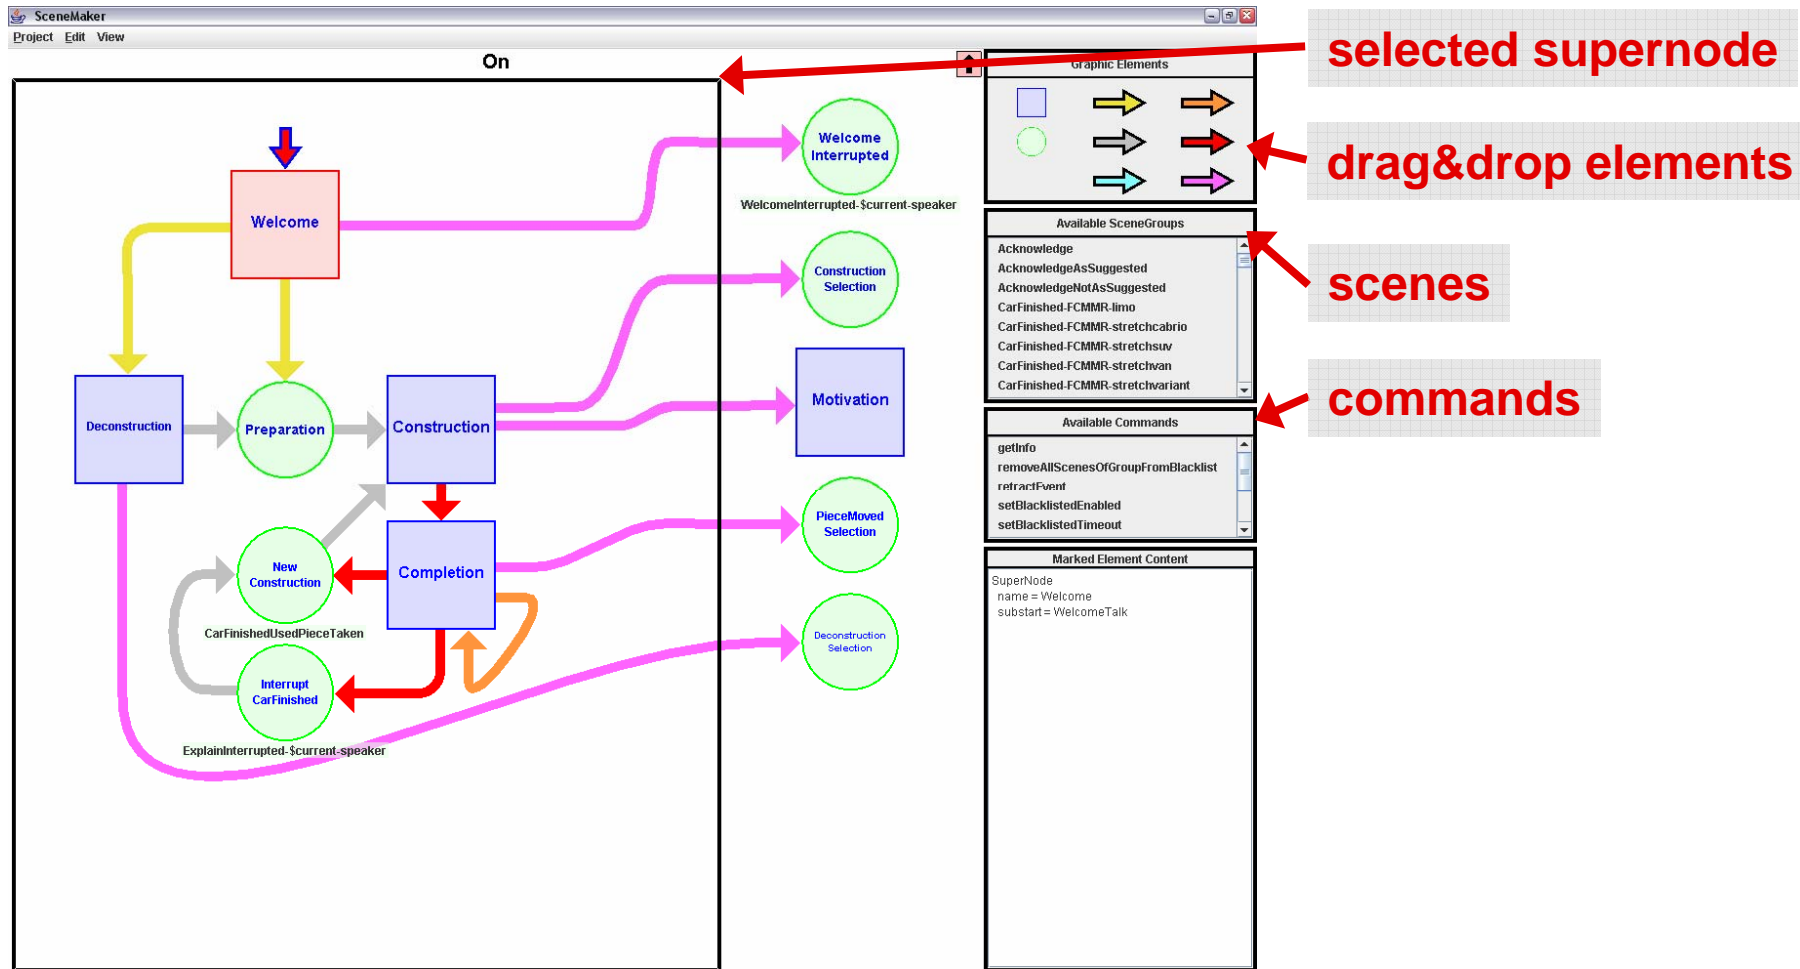 SceneMaker
Project Edit View
On
selected supernode
Graphic Elements
drag&drop elements
Welcome
Welcome
Interrupted
WelcomeInterrupted-$current-speaker
Available SceneGroups
Acknowledge
AcknowledgeAsSuggested
AcknowledgeNotAsSuggested
CarFinished-FCMMR-limo
CarFinished-FCMMR-stretchcabrio
CarFinished-FCMMR-stretchsuv
CarFinished-FCMMR-stretchvan
CarFinished-FCMMR-stretchvariant
scenes
Construction
Selection
Motivation
Deconstruction
Preparation
Construction
commands
Available Commands
getInfo
removeAllScenesOfGroupFromBlacklist
retractEvent
setBlacklistedEnabled
setBlacklistedTimeout
PieceMoved
Selection
New
Construction
CarFinishedUsedPieceTaken
Completion
Marked Element Content
SuperNode
name = Welcome
substart = WelcomeTalk
Deconstruction
Selection
Interrupt
CarFinished
ExplainInterrupted-$current-speaker